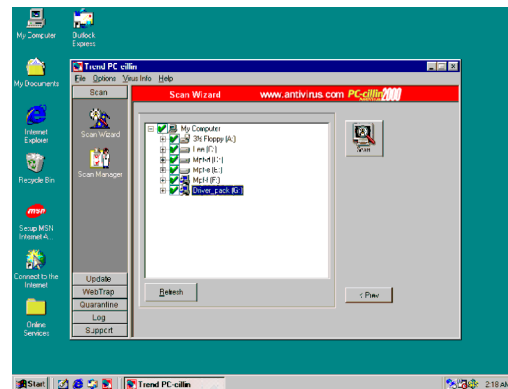 My Computer
Outlook
Express
My Documents
Internet
Explorer
Recycle Bin
msn
Setup MSN
Internet A...
Connect to the
Internet
Online
Services
Trend PC-cillin
File Options Virus Info Help
Scan
Scan Wizard
Scan Manager
Update
WebTrap
Quarantine
Log
Support
Scan Wizard
www.antivirus.com
PC-cillin 2000
My Computer
3½ Floppy (A:)
(C:)
(D:)
(E:)
(F:)
Driver_pack (G:)
Scan
Refresh
< Prev
Start
Trend PC-cillin
2:18 AM